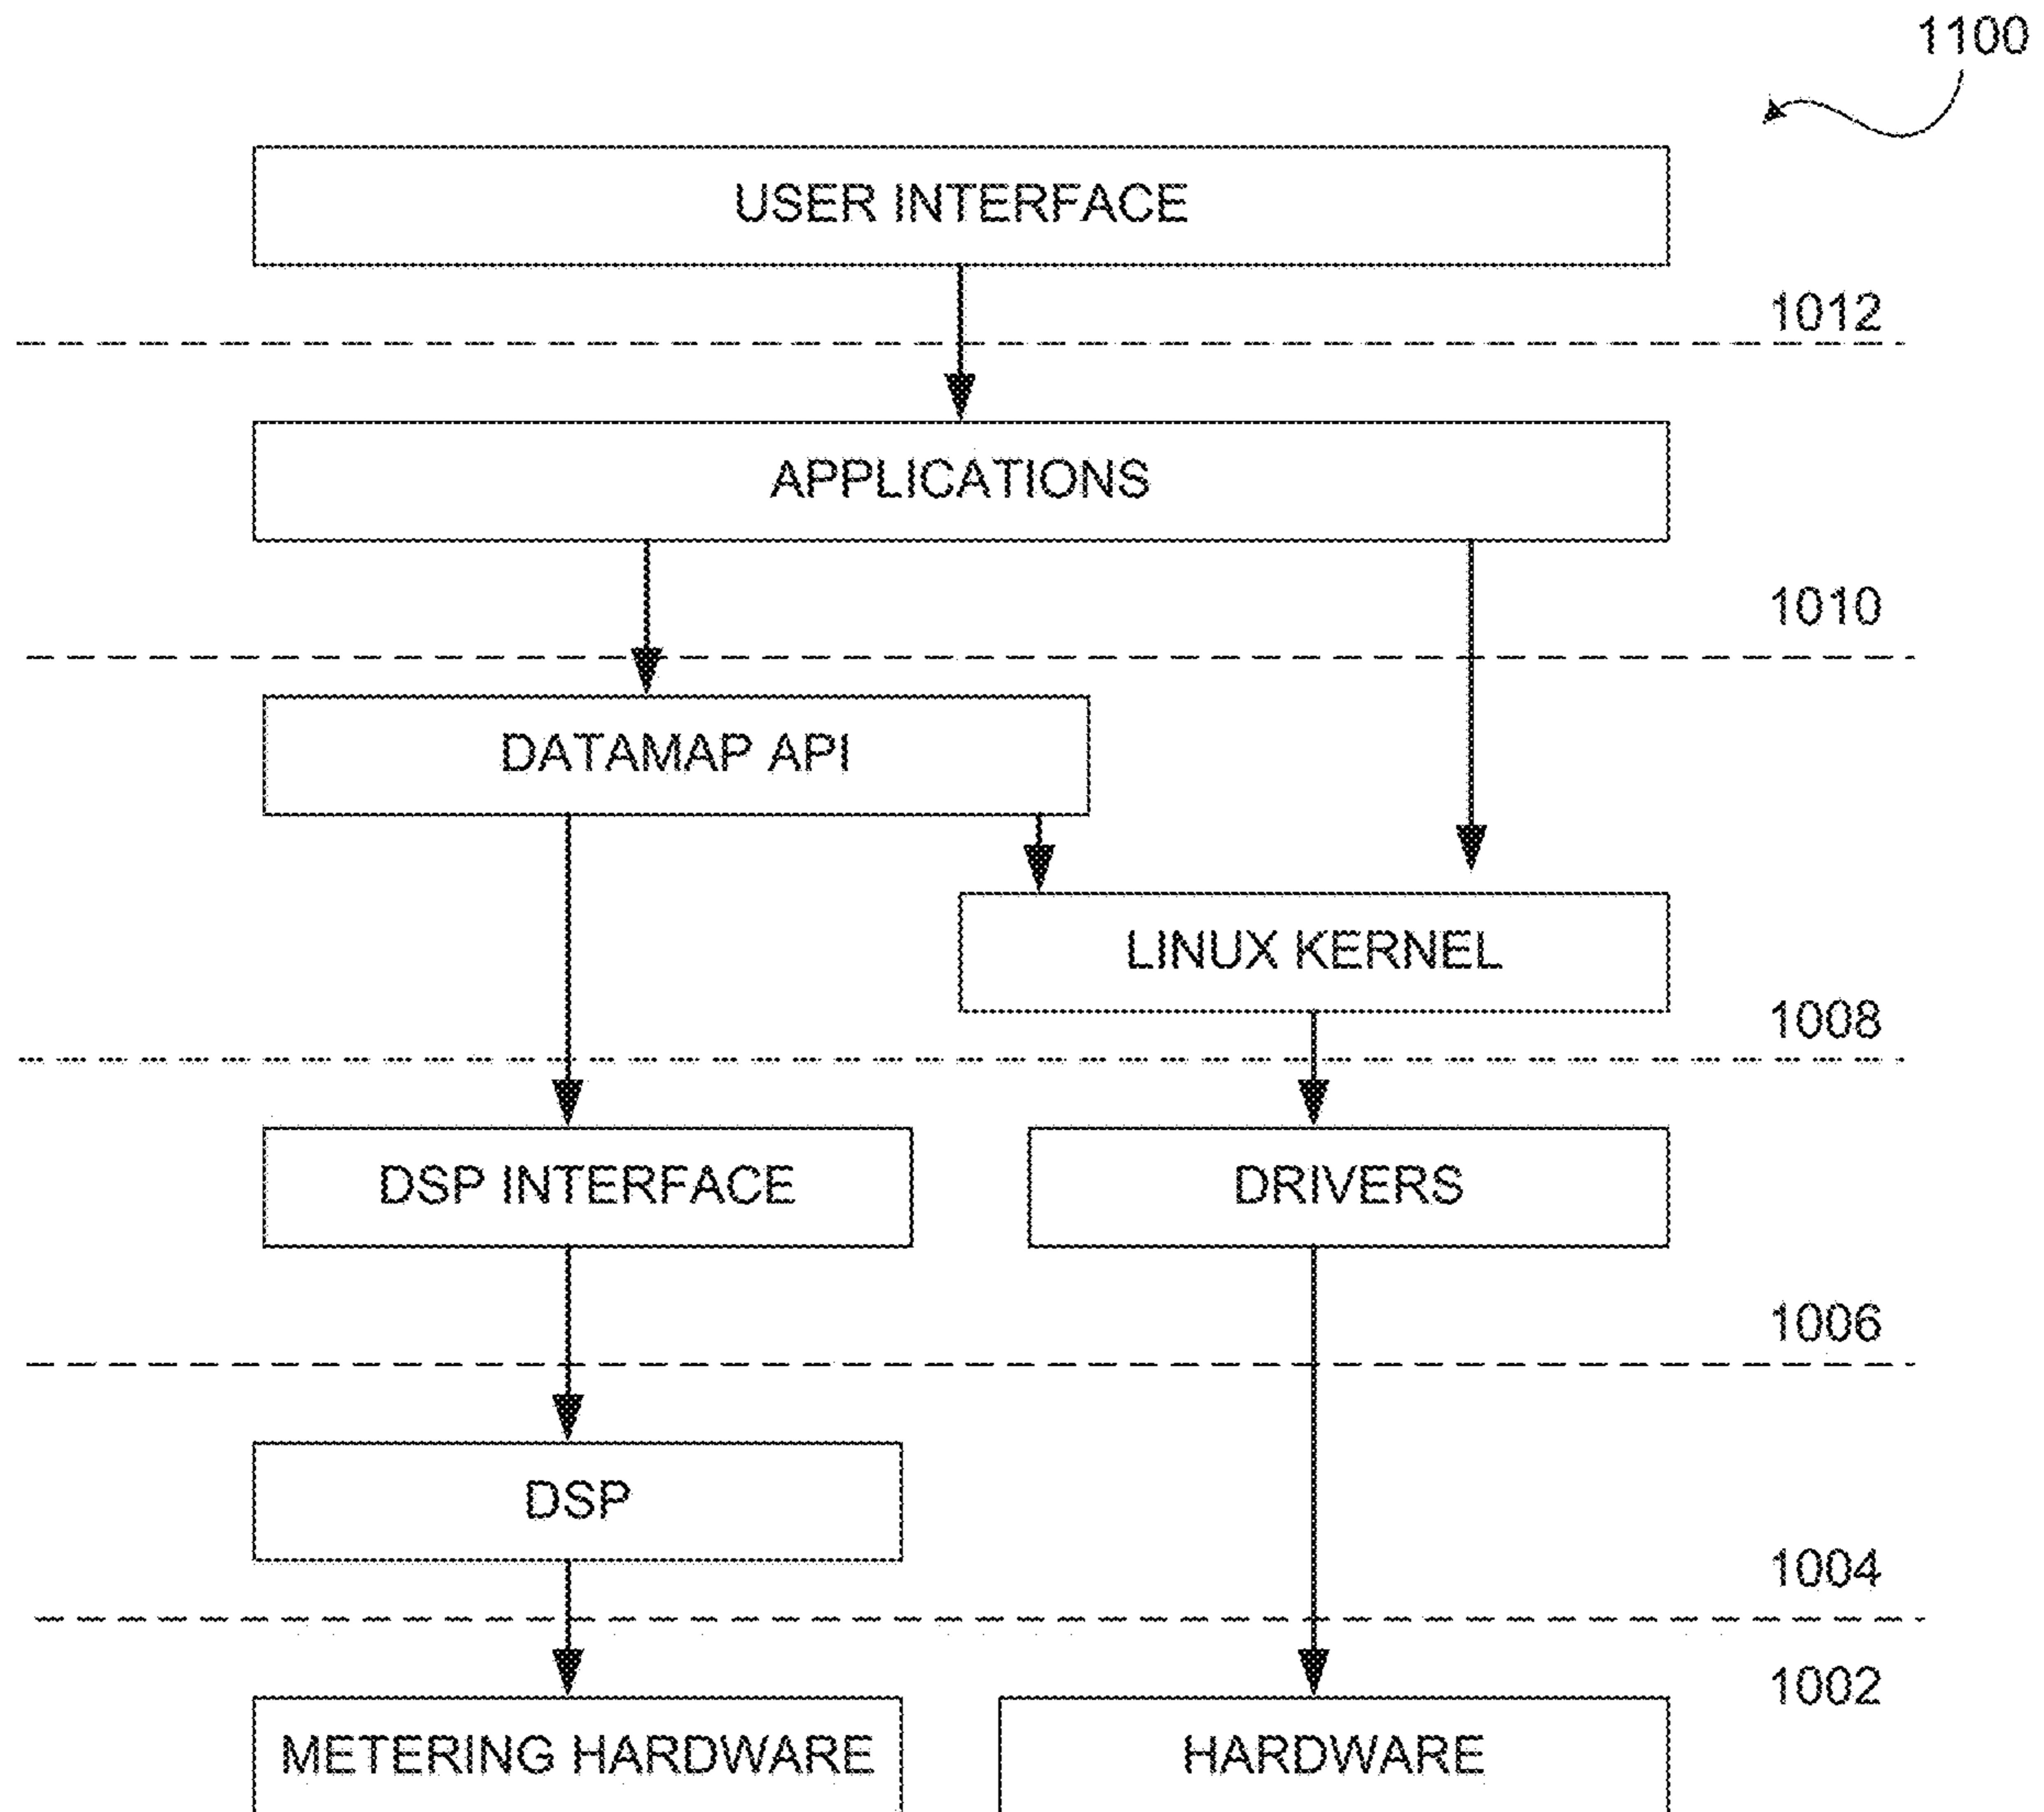 1100
USER INTERFACE
1012
APPLICATIONS
1010
DATAMAP API
LINUX KERNEL
1008
DSP INTERFACE
DRIVERS
1006
DSP
1004
1002
METERING HARDWARE
HARDWARE